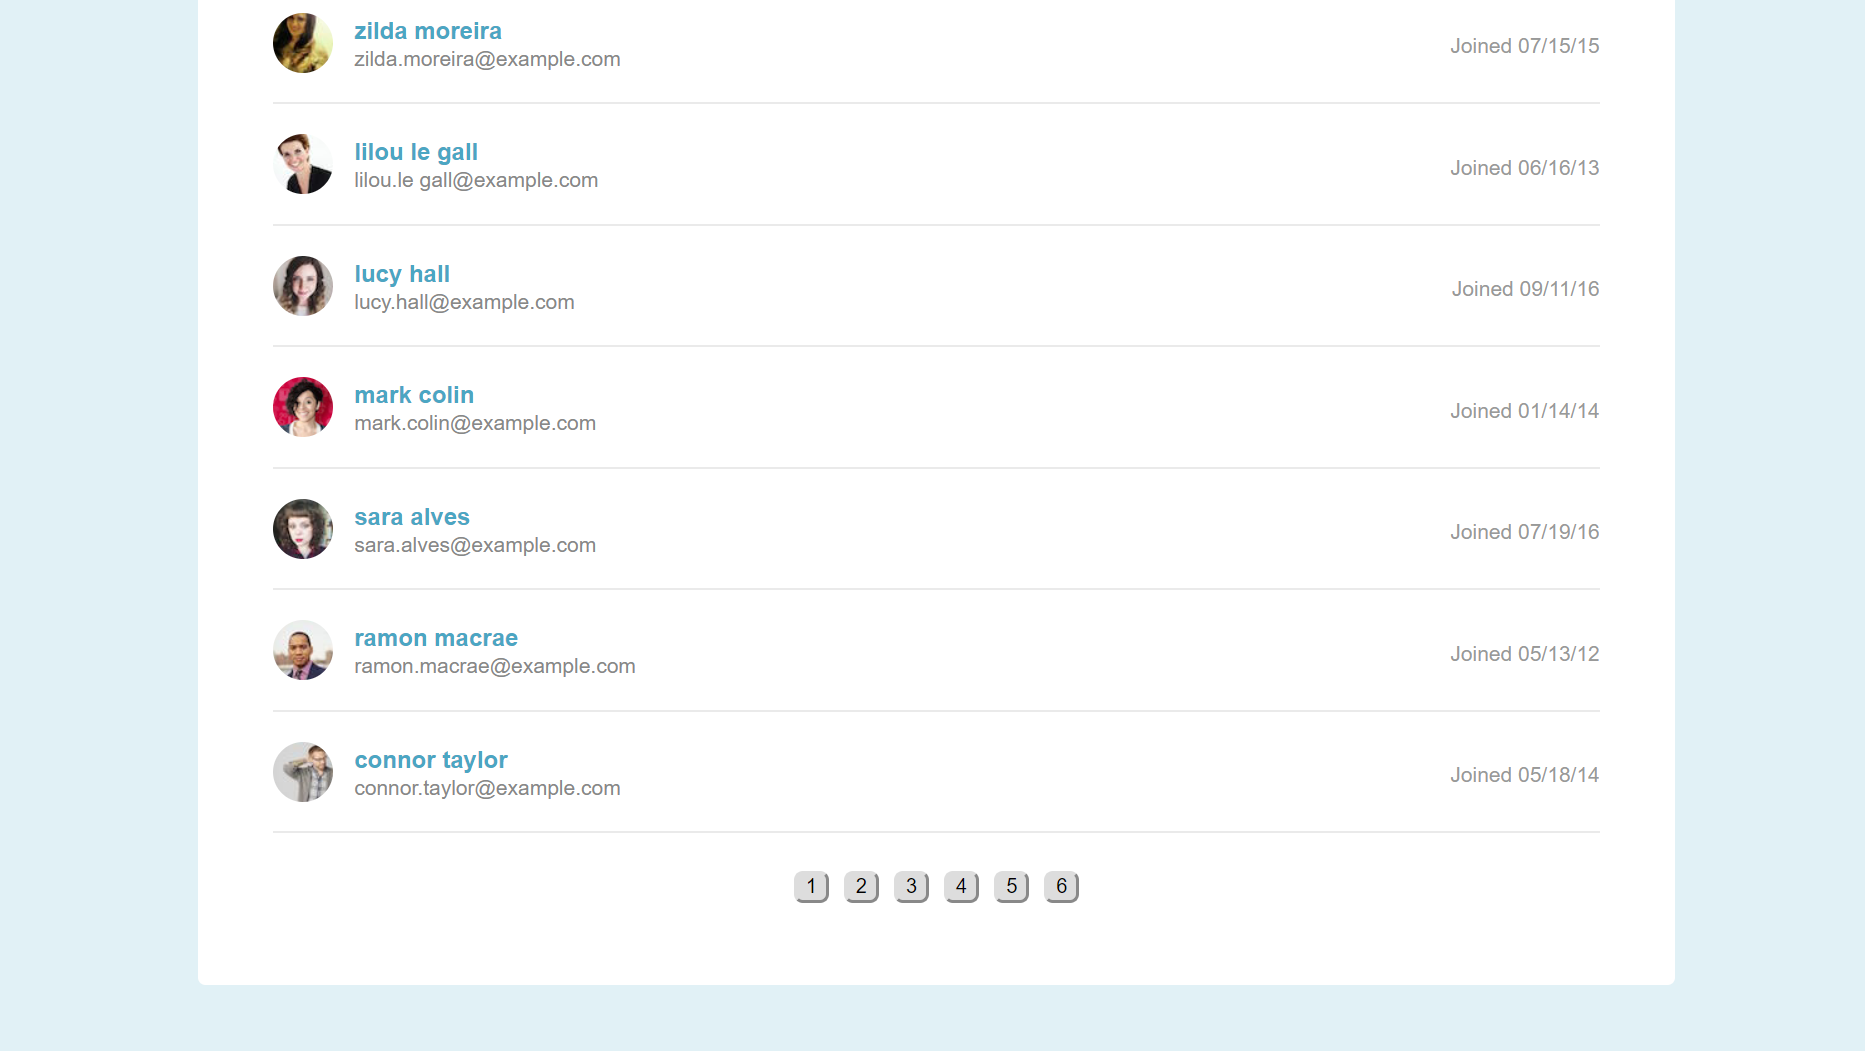 zilda moreira
zilda.moreira@example.com
Joined 07/15/15
lilou le gall
lilou.le gall@example.com
Joined 06/16/13
lucy hall
lucy.hall@example.com
Joined 09/11/16
mark colin
mark.colin@example.com
Joined 01/14/14
sara alves
sara.alves@example.com
Joined 07/19/16
ramon macrae
ramon.macrae@example.com
Joined 05/13/12
connor taylor
connor.taylor@example.com
Joined 05/18/14
1 2 3 4 5 6